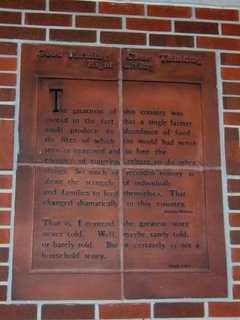 Good Farming, Clear Thinking
Right Living
The greatness of this country was
rooted in the fact that a single farmer
could produce an abundance of food
the likes of which the world had never
seen or imagined and so free the
energies of countless others to do other
things. So much of recorded history is
about the struggle of individuals
and families to feed themselves. That
changed dramatically in this country.
That is, I contend the greatest story
never told. Well, maybe rarely told,
or barely told. But it certainly is not a
household story.